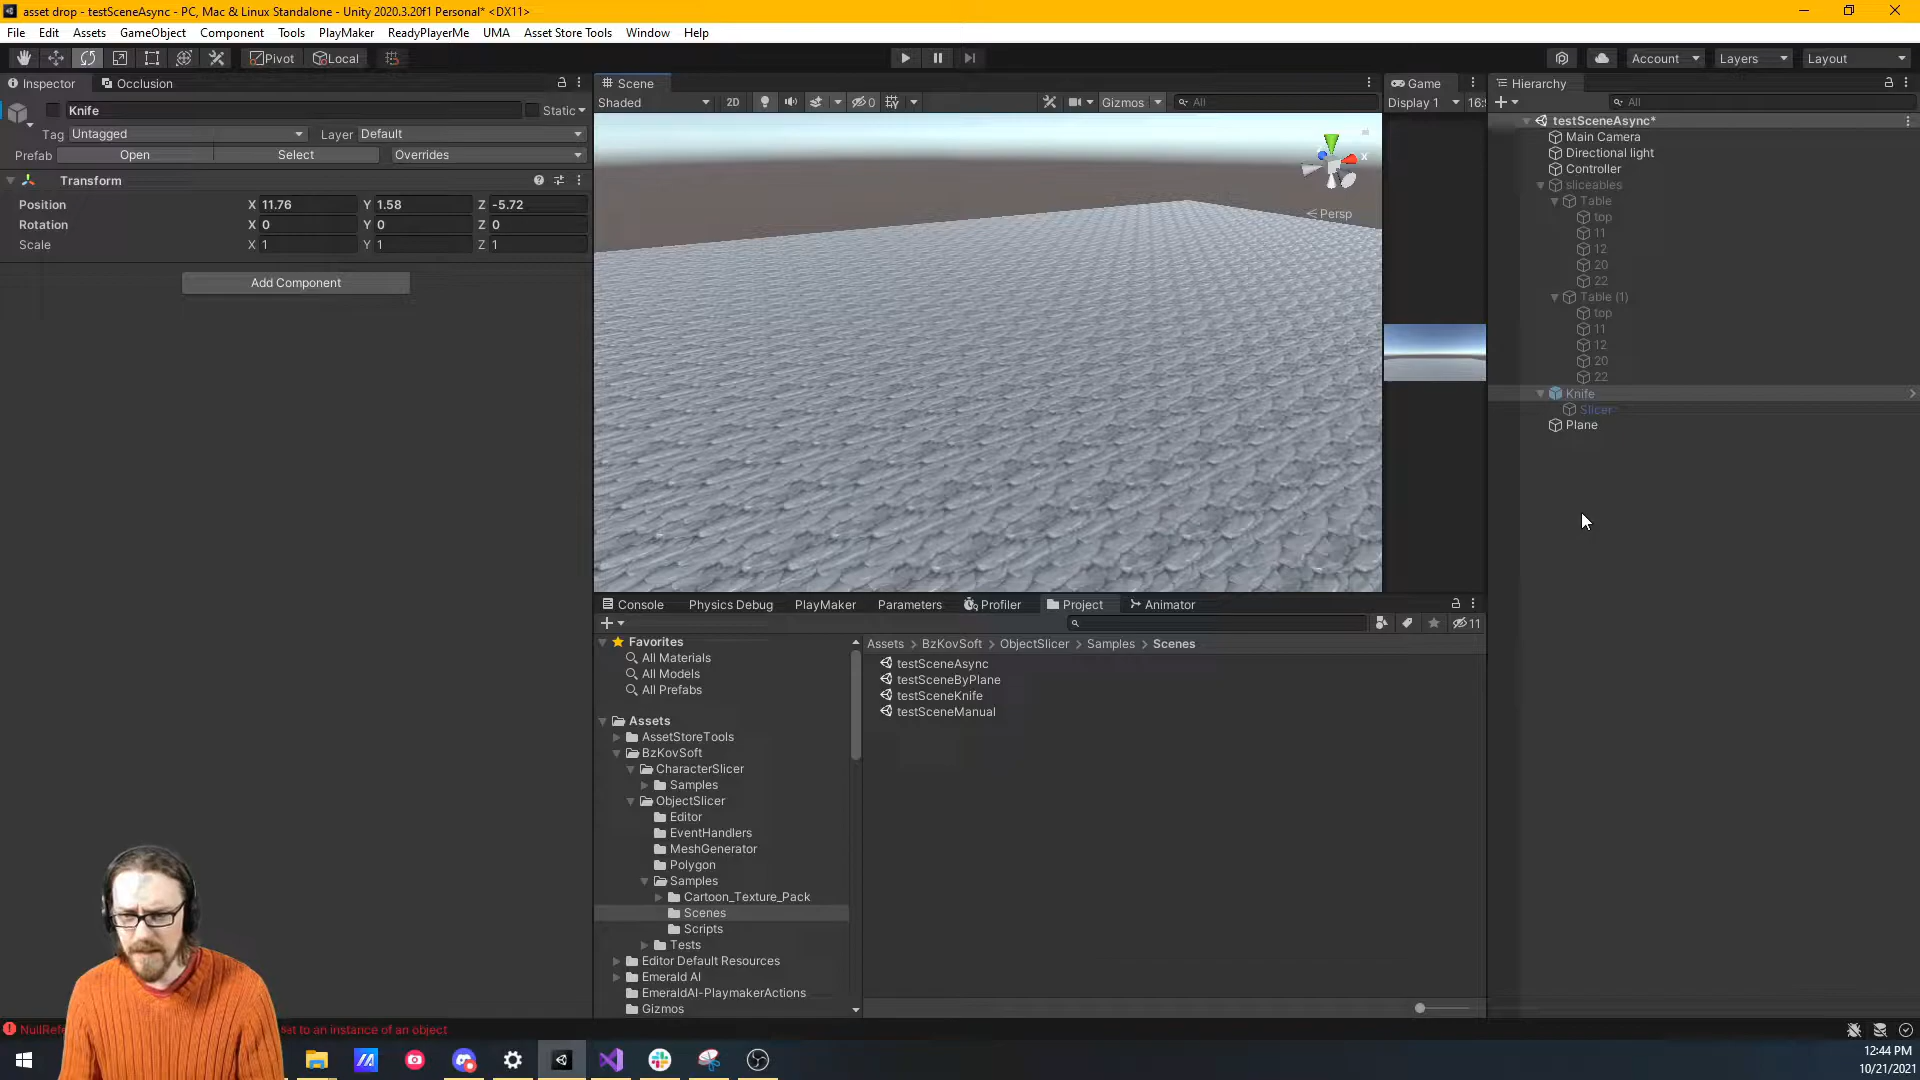 asset drop - testSceneAsync - PC, Mac & Linux Standalone - Unity 2020.3.20f1 Personal* <DX11>
File Edit Assets GameObject Component Tools PlayMaker ReadyPlayerMe UMA Asset Store Tools Window Help
Pivot Local Account Layers Layout
Inspector Occlusion
Knife Static
Tag Untagged Layer Default
Prefab Open Select Overrides
Transform
Position X 11.76 Y 1.58 Z -5.72
Rotation X 0 Y 0 Z 0
Scale X 1 Y 1 Z 1
Add Component
Scene
Shaded 2D 0 Gizmos All
X
Persp
Game
Display 1 16:
Hierarchy
All
testSceneAsync*
Main Camera
Directional light
Controller
sliceables
Table
top
11
12
20
22
Table (1)
top
11
12
20
22
Knife
Slicer
Plane
Console Physics Debug PlayMaker Parameters Profiler Project Animator
11
Favorites
All Materials
All Models
All Prefabs
Assets
AssetStoreTools
BzKovSoft
CharacterSlicer
Samples
ObjectSlicer
Editor
EventHandlers
MeshGenerator
Polygon
Samples
Cartoon_Texture_Pack
Scenes
Scripts
Tests
Editor Default Resources
Emerald AI
EmeraldAI-PlaymakerActions
Gizmos
Assets > BzKovSoft > ObjectSlicer > Samples > Scenes
testSceneAsync
testSceneByPlane
testSceneKnife
testSceneManual
NullRefe
set to an instance of an object
12:44 PM
10/21/2021